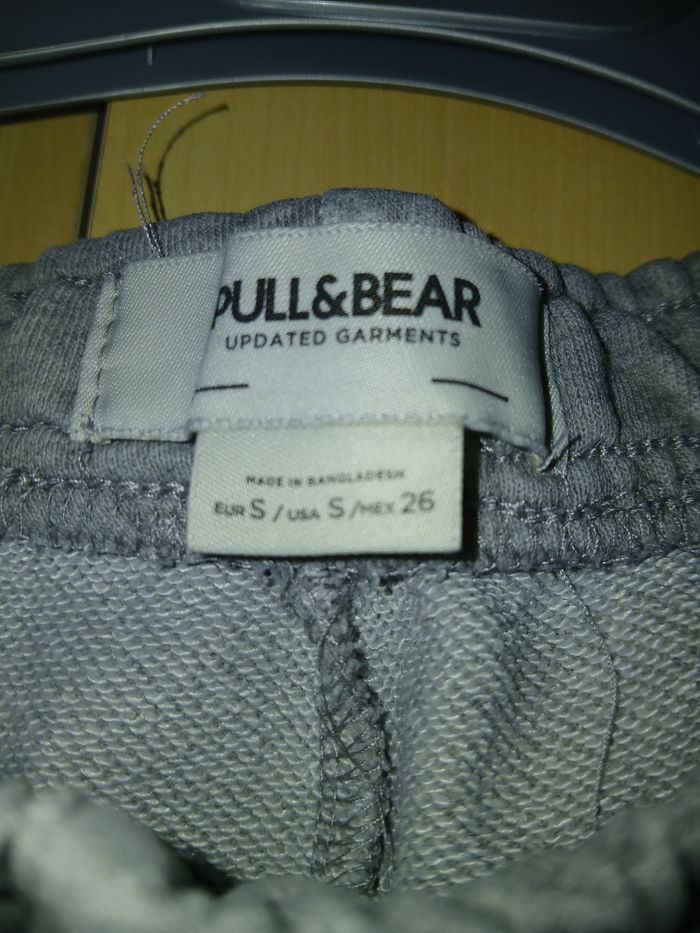 PULL&BEAR
UPDATED GARMENTS
MADE IN BANGLADESH
EUR S / USA S / MEX 26